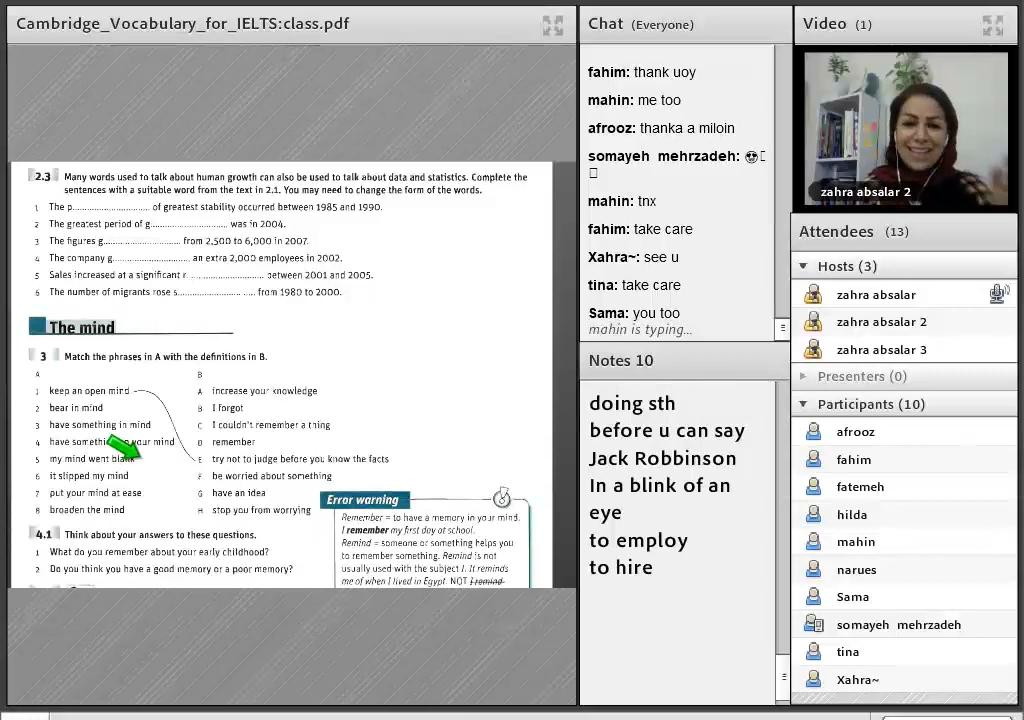 Cambridge_Vocabulary_for_IELTS:class.pdf
2.3 Many words used to talk about human growth can also be used to talk about data and statistics. Complete the
sentences with a suitable word from the text in 2.1. You may need to change the form of the words.
1 The p............................ of greatest stability occurred between 1985 and 1990.
2 The greatest period of g............................ was in 2004.
3 The figures g............................ from 2,500 to 6,000 in 2007.
4 The company g............................ an extra 2,000 employees in 2002.
5 Sales increased at a significant r............................ between 2001 and 2005.
6 The number of migrants rose s............................ from 1980 to 2000.
The mind
3 Match the phrases in A with the definitions in B.
A B
1 keep an open mind A increase your knowledge
2 bear in mind B I forgot
3 have something in mind C I couldn't remember a thing
4 have something on your mind D remember
5 my mind went blank E try not to judge before you know the facts
6 it slipped my mind F be worried about something
7 put your mind at ease G have an idea
8 broaden the mind H stop you from worrying
Error warning
Remember = to have a memory in your mind.
I remember my first day at school.
Remind = someone or something helps you
to remember something. Remind is not
usually used with the subject I. It reminds
me of when I lived in Egypt. NOT I remind
4.1 Think about your answers to these questions.
1 What do you remember about your early childhood?
2 Do you think you have a good memory or a poor memory?
Chat (Everyone)
fahim: thank uoy
mahin: me too
afrooz: thanka a miloin
somayeh mehrzadeh: 😎
mahin: tnx
fahim: take care
Xahra~: see u
tina: take care
Sama: you too
mahin is typing...
Notes 10
doing sth
before u can say
Jack Robbinson
In a blink of an
eye
to employ
to hire
Video (1)
zahra absalar 2
Attendees (13)
Hosts (3)
zahra absalar
zahra absalar 2
zahra absalar 3
Presenters (0)
Participants (10)
afrooz
fahim
fatemeh
hilda
mahin
narues
Sama
somayeh mehrzadeh
tina
Xahra~